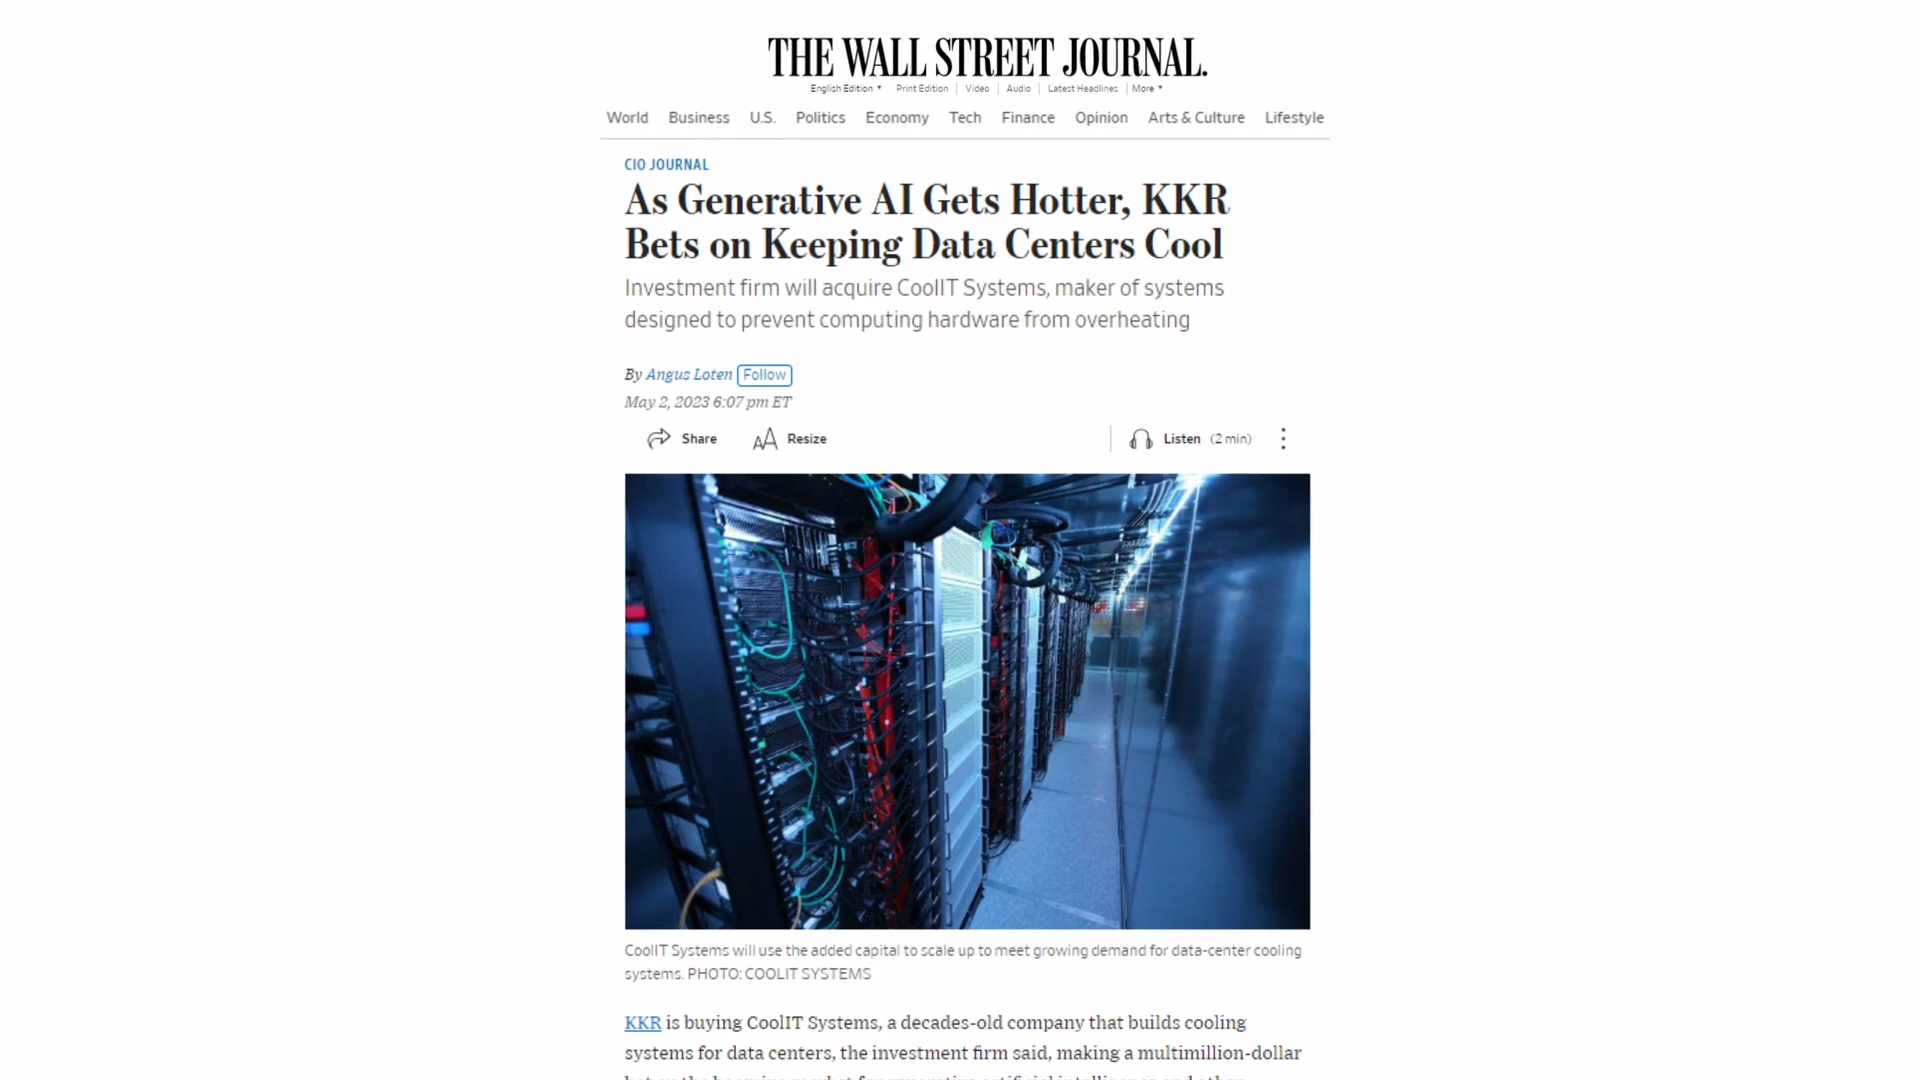 THE WALL STREET JOURNAL.
English Edition Print Edition Video Audio Latest Headlines More
World Business U.S. Politics Economy Tech Finance Opinion Arts & Culture Lifestyle
CIO JOURNAL
As Generative AI Gets Hotter, KKR
Bets on Keeping Data Centers Cool
Investment firm will acquire CoolIT Systems, maker of systems
designed to prevent computing hardware from overheating
By Angus Loten Follow
May 2, 2023 6:07 pm ET
Share Resize Listen (2 min)
CoolIT Systems will use the added capital to scale up to meet growing demand for data-center cooling
systems. PHOTO: COOLIT SYSTEMS
KKR is buying CoolIT Systems, a decades-old company that builds cooling
systems for data centers, the investment firm said, making a multimillion-dollar